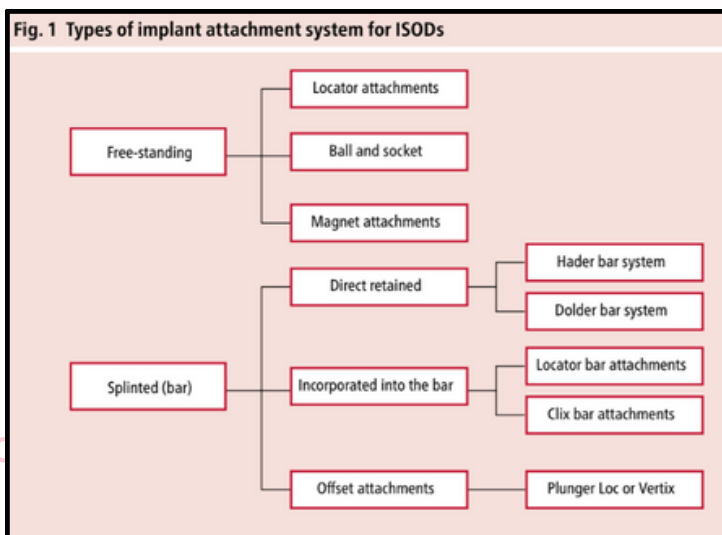 Fig. 1 Types of implant attachment system for ISODs
Locator attachments
Free-standing
Ball and socket
Magnet attachments
Direct retained
Hader bar system
Dolder bar system
Splinted (bar)
Incorporated into the bar
Locator bar attachments
Clix bar attachments
Offset attachments
Plunger Loc or Vertix